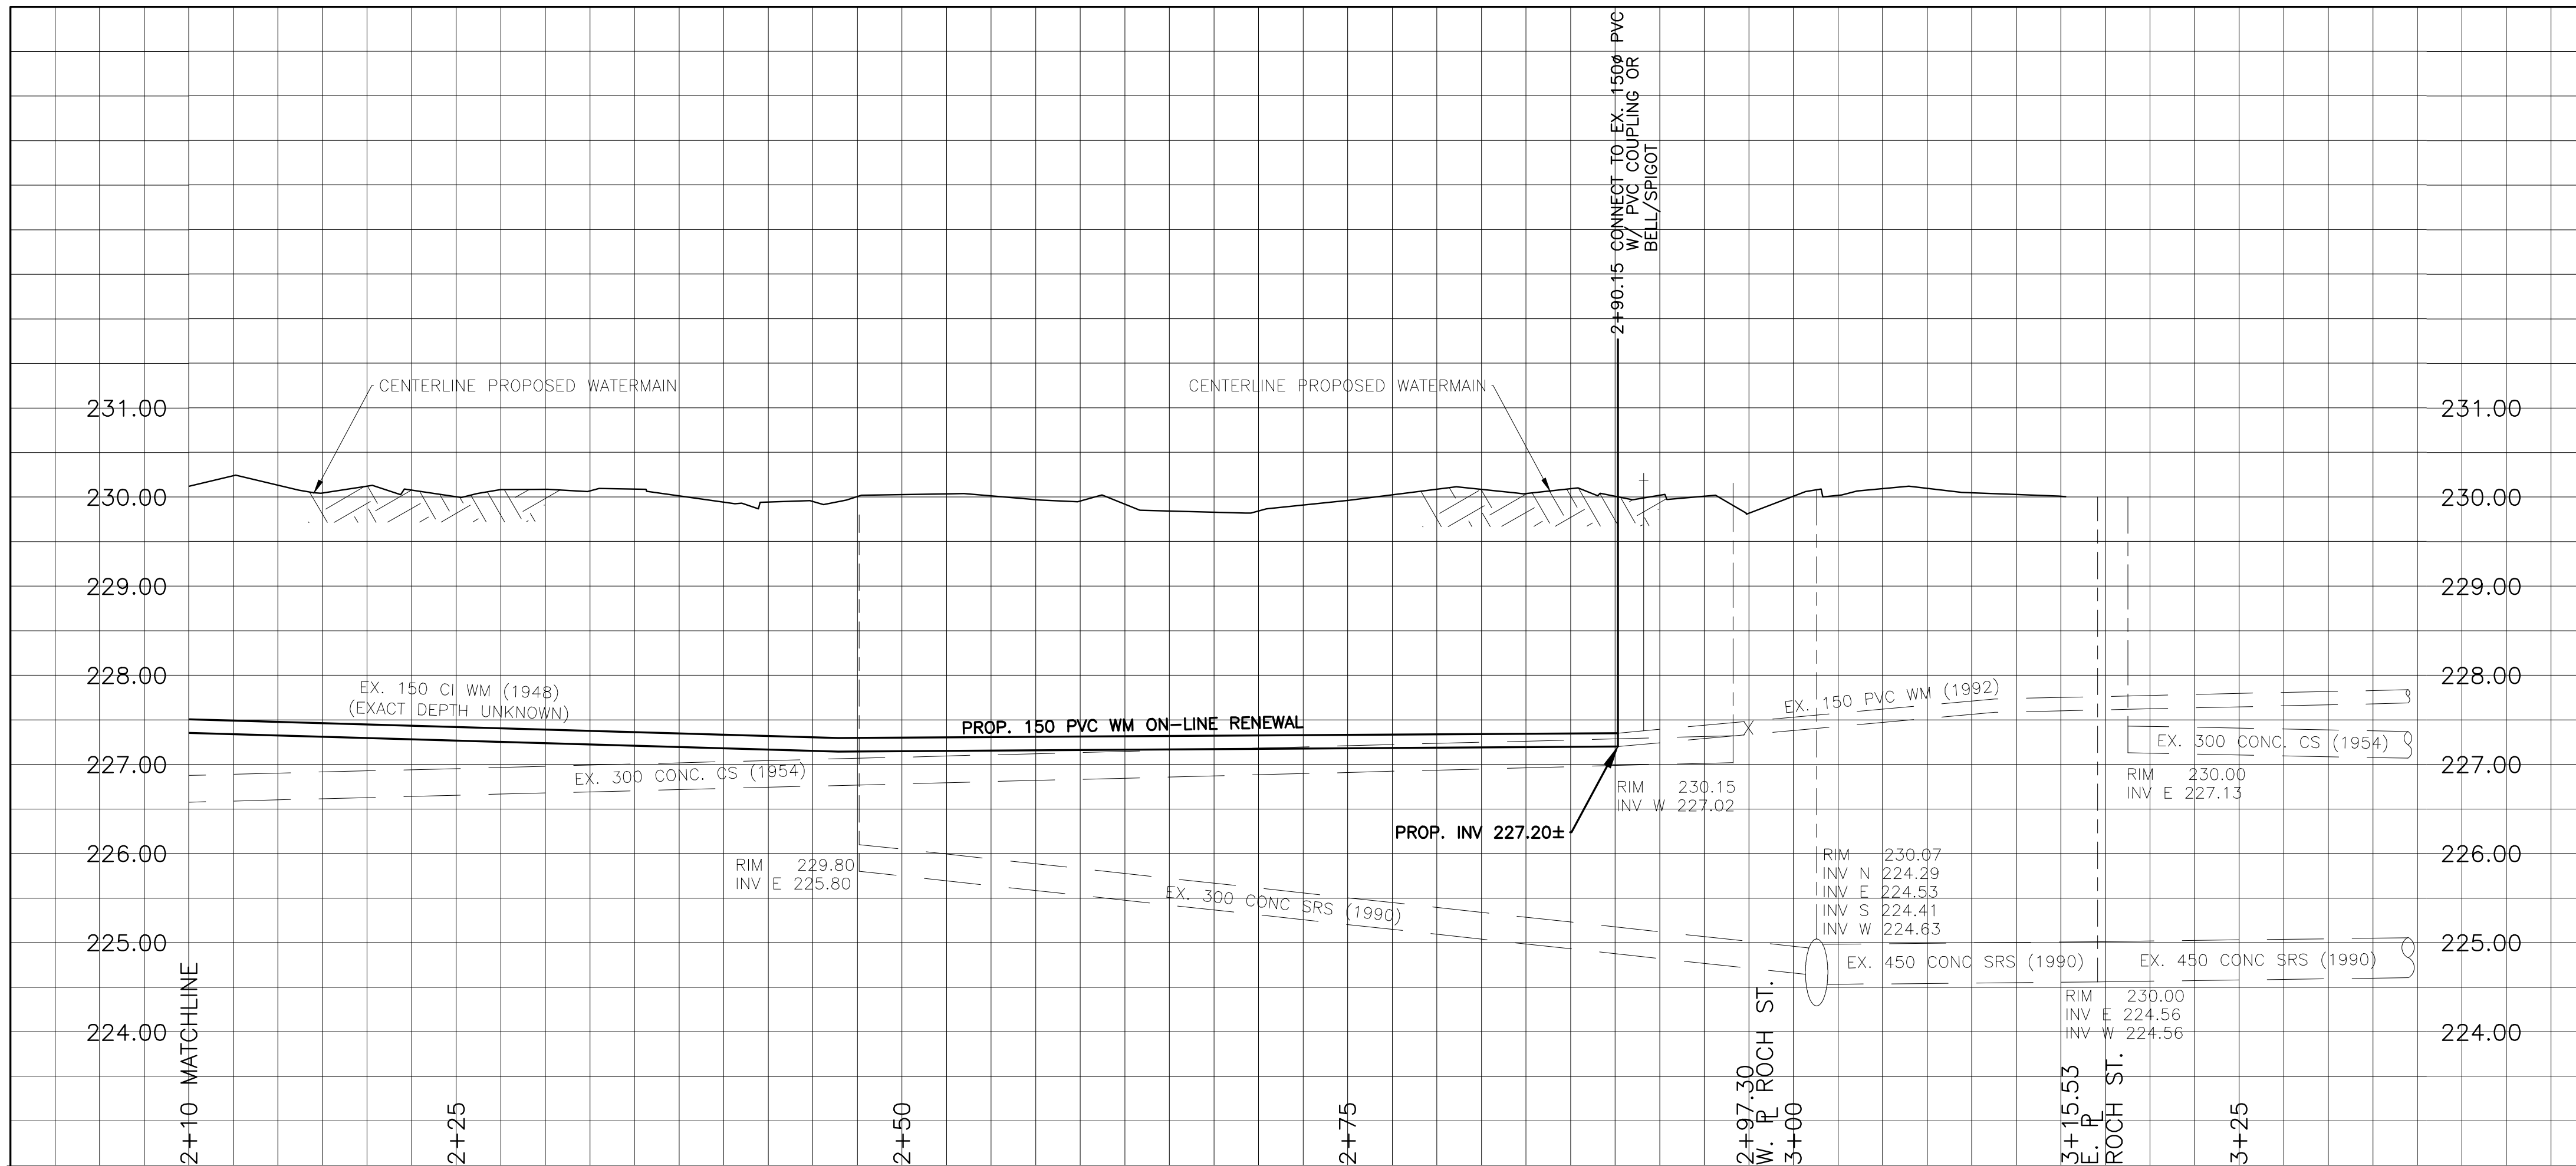 2+90.15 CONNECT TO EX. 150ø PVC
W/ PVC COUPLING OR
BELL/SPIGOT
CENTERLINE PROPOSED WATERMAIN
CENTERLINE PROPOSED WATERMAIN
231.00
231.00
230.00
230.00
229.00
229.00
228.00
228.00
EX. 150 CI WM (1948)
(EXACT DEPTH UNKNOWN)
EX. 150 PVC WM (1992)
PROP. 150 PVC WM ON-LINE RENEWAL
EX. 300 CONC. CS (1954)
227.00
227.00
EX. 300 CONC. CS (1954)
RIM 230.15
INV W 227.02
RIM 230.00
INV E 227.13
PROP. INV 227.20±
226.00
226.00
RIM 229.80
INV E 225.80
RIM 230.07
INV N 224.29
INV E 224.53
INV S 224.41
INV W 224.63
EX. 300 CONC SRS (1990)
225.00
225.00
EX. 450 CONC SRS (1990)
EX. 450 CONC SRS (1990)
RIM 230.00
INV E 224.56
INV W 224.56
224.00
224.00
2+10 MATCHLINE
2+25
2+50
2+75
2+97.30
W. PL ROCH ST.
3+00
3+15.53
E. PL
ROCH ST.
3+25